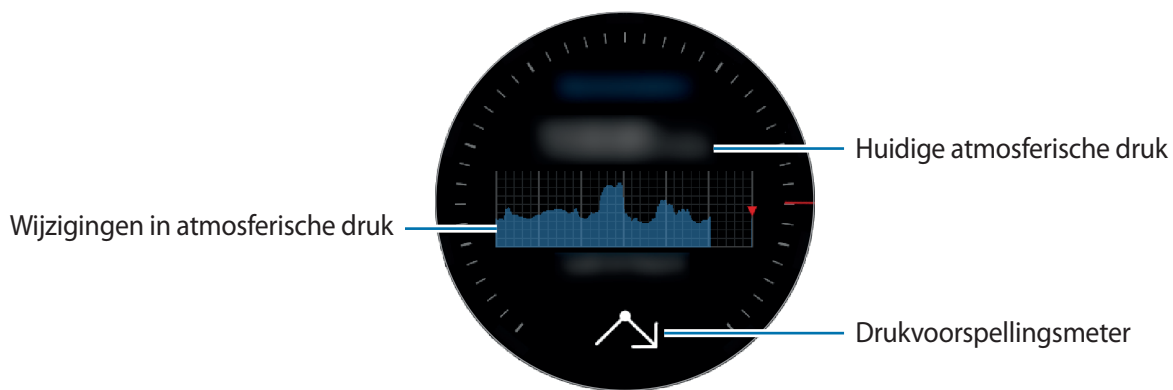 Huidige atmosferische druk
Wijzigingen in atmosferische druk
Drukvoorspellingsmeter